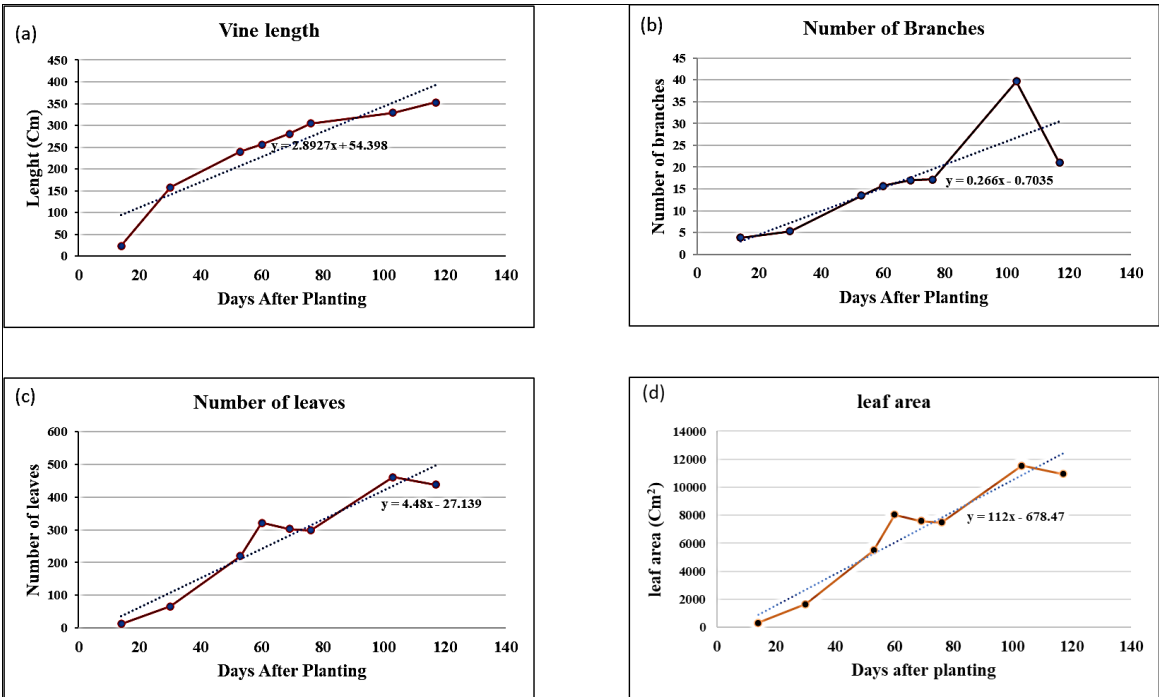 (a)
Vine length
450
400
350
300
250
200
150
100
50
0
Lenght (Cm)
y = 2.8927x + 54.398
0 20 40 60 80 100 120 140
Days After Planting
(b)
Number of Branches
45
40
35
30
25
20
15
10
5
0
Number of branches
y = 0.266x - 0.7035
0 20 40 60 80 100 120 140
Days After Planting
(c)
Number of leaves
600
500
400
300
200
100
0
Number of leaves
y = 4.48x - 27.139
0 20 40 60 80 100 120 140
Days After Planting
(d)
leaf area
14000
12000
10000
8000
6000
4000
2000
0
leaf area (Cm²)
y = 112x - 678.47
0 20 40 60 80 100 120 140
Days after planting